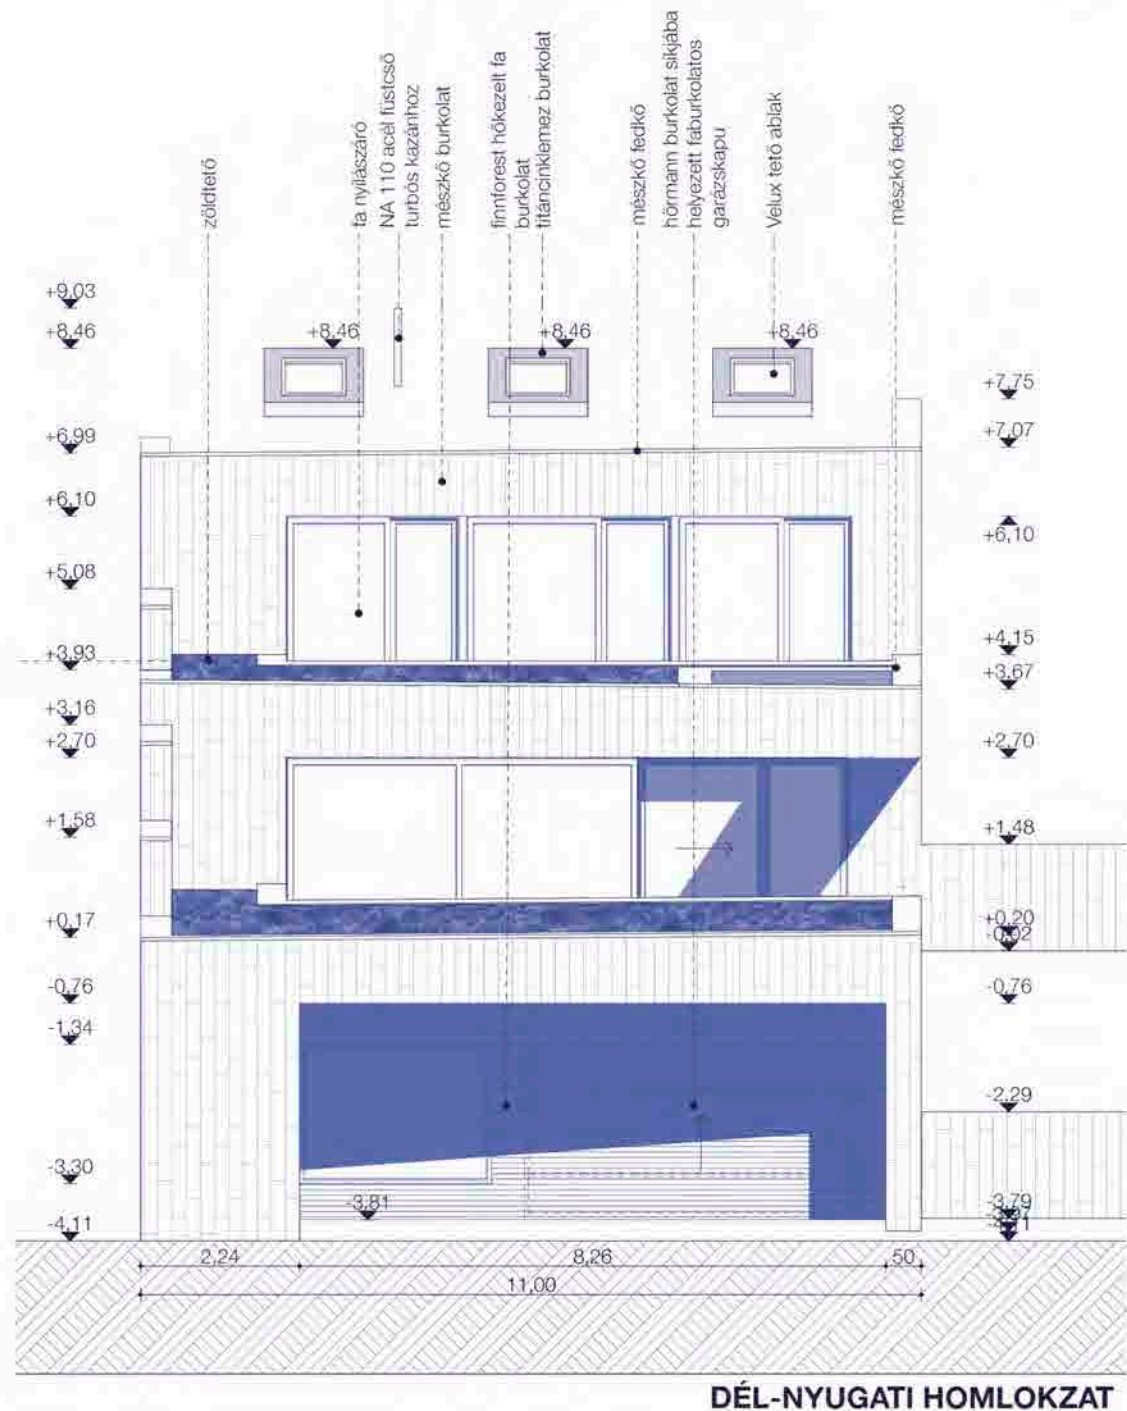 zöldtető
fa nyílászáró
NA 110 acél füstcső
turbós kazánhoz
mészkő burkolat
finnforest hőkezelt fa
burkolat
titáncinklemez burkolat
mészkő fedkő
hörmann burkolat síkjába
helyezett faburkolatos
garázskapu
Velux tető ablak
mészkő fedkő
+9,03
+8,46
+8,46
+8,46
+8,46
+7,75
+6,99
+7,07
+6,10
+6,10
+5,08
+3,93
+4,15
+3,67
+3,16
+2,70
+2,70
+1,58
+1,48
+0,17
+0,20
-0,02
-0,76
-0,76
-1,34
-2,29
-3,30
-3,81
-3,79
-4,11
2,24
8,26
50
11,00
DÉL-NYUGATI HOMLOKZAT